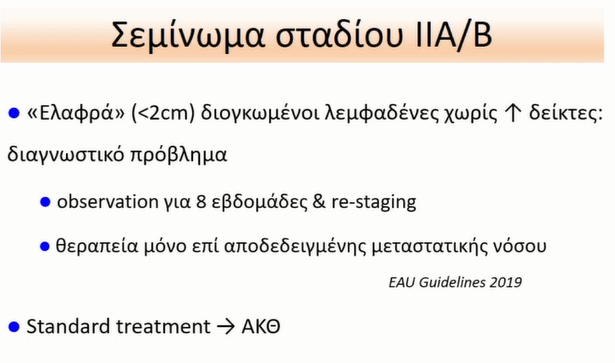 Σεμίνωμα σταδίου ΙΙΑ/Β
● «Ελαφρά» (<2cm) διογκωμένοι λεμφαδένες χωρίς ↑ δείκτες:
διαγνωστικό πρόβλημα
● observation για 8 εβδομάδες & re-staging
● θεραπεία μόνο επί αποδεδειγμένης μεταστατικής νόσου
EAU Guidelines 2019
● Standard treatment → ΑΚΘ